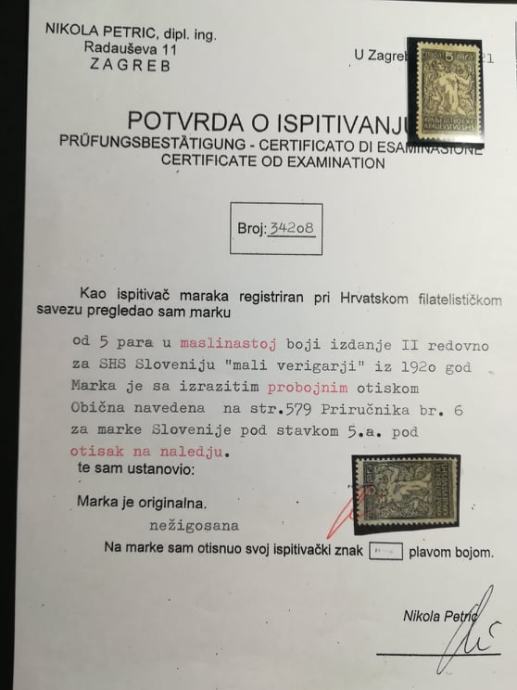 NIKOLA PETRIC, dipl. ing.
Radauševa 11
ZAGREB
U Zagreb
21
POTVRDA O ISPITIVANJU
PRÜFUNGSBESTÄTIGUNG - CERTIFICATO DI ESAMINASIONE
CERTIFICATE OD EXAMINATION
Broj: 34208
Kao ispitivač maraka registriran pri Hrvatskom filatelističkom
savezu pregledao sam marku
od 5 para u maslinastoj boji izdanje II redovno
za SHS Sloveniju "mali verigarji" iz 1920 god
Marka je sa izrazitim probojnim otiskom
Obična navedena na str.579 Priručnika br. 6
za marke Slovenije pod stavkom 5.a. pod
otisak na naledju.
te sam ustanovio:
Marka je originalna.
nežigosana
Na marke sam otisnuo svoj ispitivački znak plavom bojom.
Nikola Petric